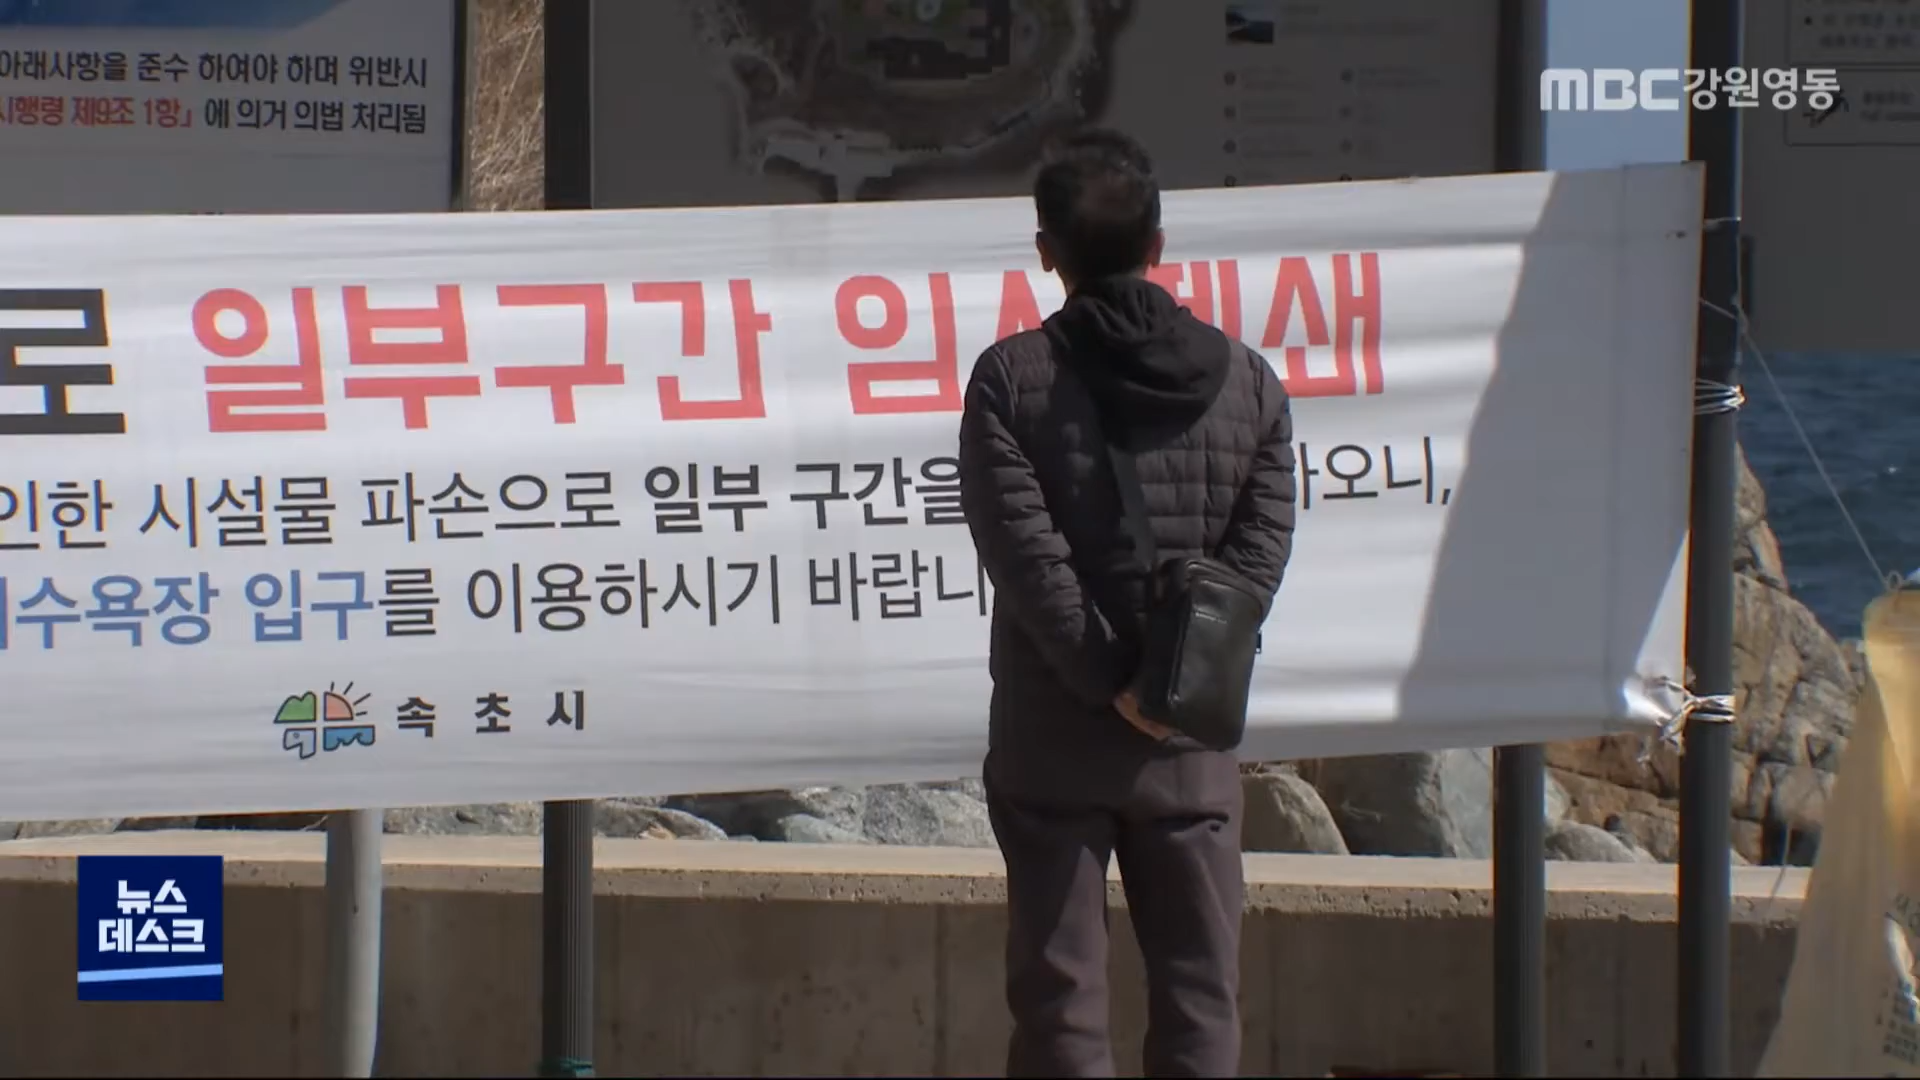 아래사항을 준수 하여야 하며 위반시
시행령 제9조 1항」에 의거 의법 처리됨
MBC강원영동
로 일부구간 임시폐쇄
인한 시설물 파손으로 일부 구간을 하오니,
수욕장 입구를 이용하시기 바랍니
속초시
뉴스
데스크